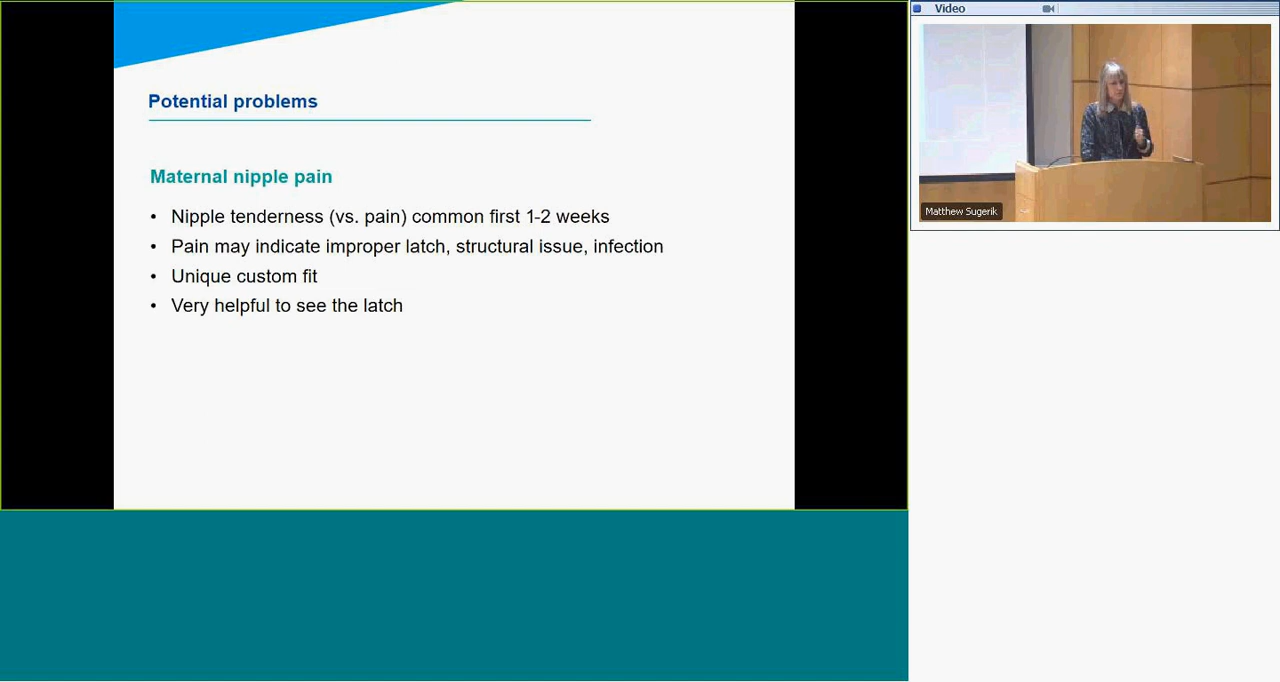 Video
Potential problems
Maternal nipple pain
• Nipple tenderness (vs. pain) common first 1-2 weeks
• Pain may indicate improper latch, structural issue, infection
• Unique custom fit
• Very helpful to see the latch
Matthew Sugerik